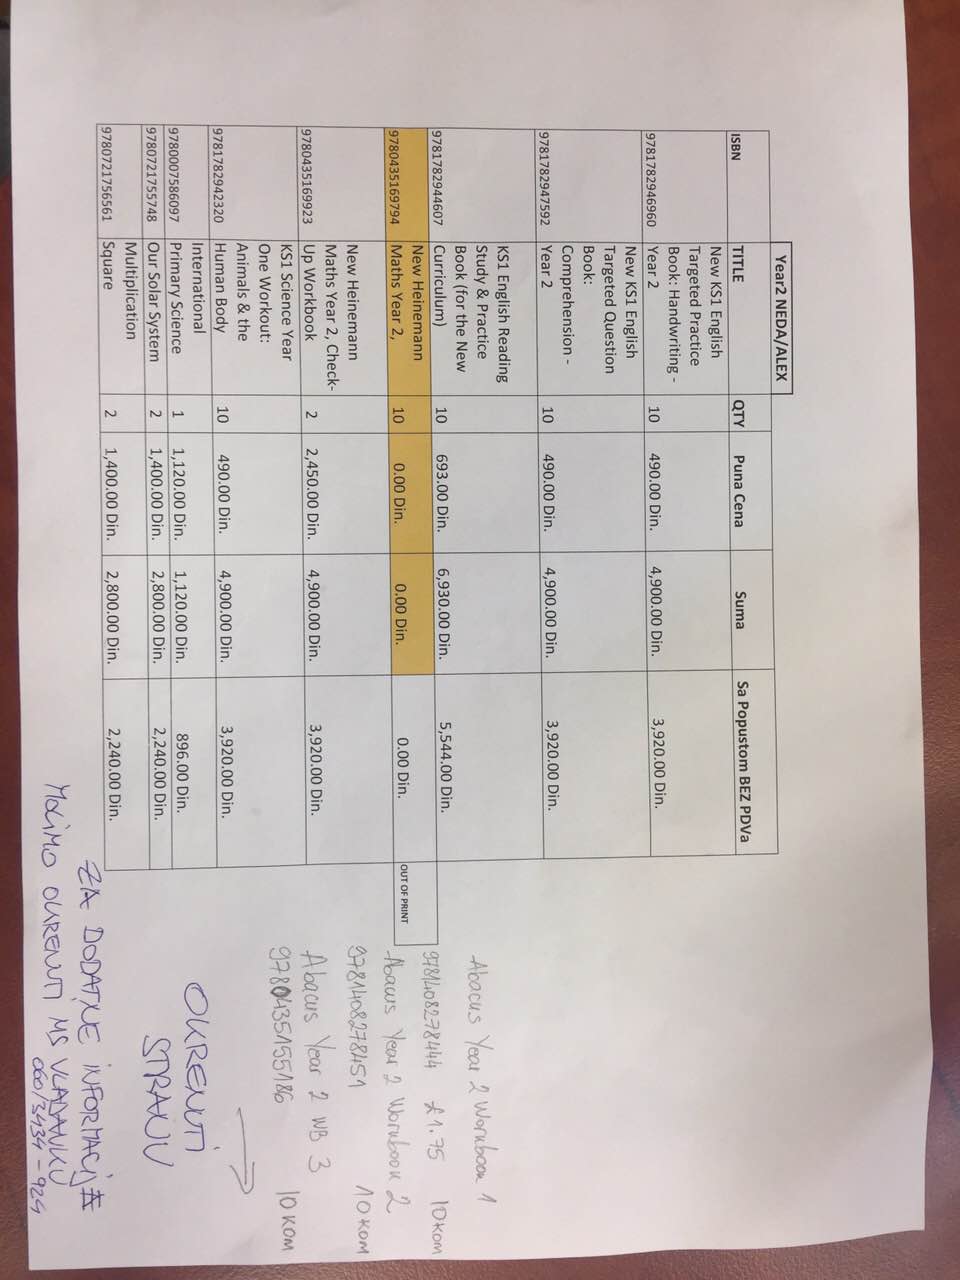 Year2 NEDA/ALEX
ISBN TITLE QTY Puna Cena Suma Sa Popustom BEZ PDVa
New KS1 English
Targeted Practice
Book: Handwriting -
9781782946960 Year 2 10 490.00 Din. 4,900.00 Din. 3,920.00 Din.
New KS1 English
Targeted Question
Book:
Comprehension -
9781782947592 Year 2 10 490.00 Din. 4,900.00 Din. 3,920.00 Din.
KS1 English Reading
Study & Practice
Book (for the New
9781782944607 Curriculum) 10 693.00 Din. 6,930.00 Din. 5,544.00 Din.
New Heinemann
9780435169794 Maths Year 2, 10 0.00 Din. 0.00 Din. 0.00 Din. OUT OF PRINT
New Heinemann
Maths Year 2, Check-
9780435169923 Up Workbook 2 2,450.00 Din. 4,900.00 Din. 3,920.00 Din.
KS1 Science Year
One Workout:
Animals & the
9781782942320 Human Body 10 490.00 Din. 4,900.00 Din. 3,920.00 Din.
International
9780007586097 Primary Science 1 1,120.00 Din. 1,120.00 Din. 896.00 Din.
9780721755748 Our Solar System 2 1,400.00 Din. 2,800.00 Din. 2,240.00 Din.
Multiplication
9780721756561 Square 2 1,400.00 Din. 2,800.00 Din. 2,240.00 Din.
Abacus Year 2 Workbook 1
9781408278444 £1.75 10 kom
Abacus Year 2 Workbook 2
9781408278451 10 kom
Abacus Year 2 WB 3
9780435155186 10 kom
OKRENUTI
STRANU
ZA DODATNE INFORMACIJA
MOLIMO OKRENUTI MS VLADANKU
060/3434-924